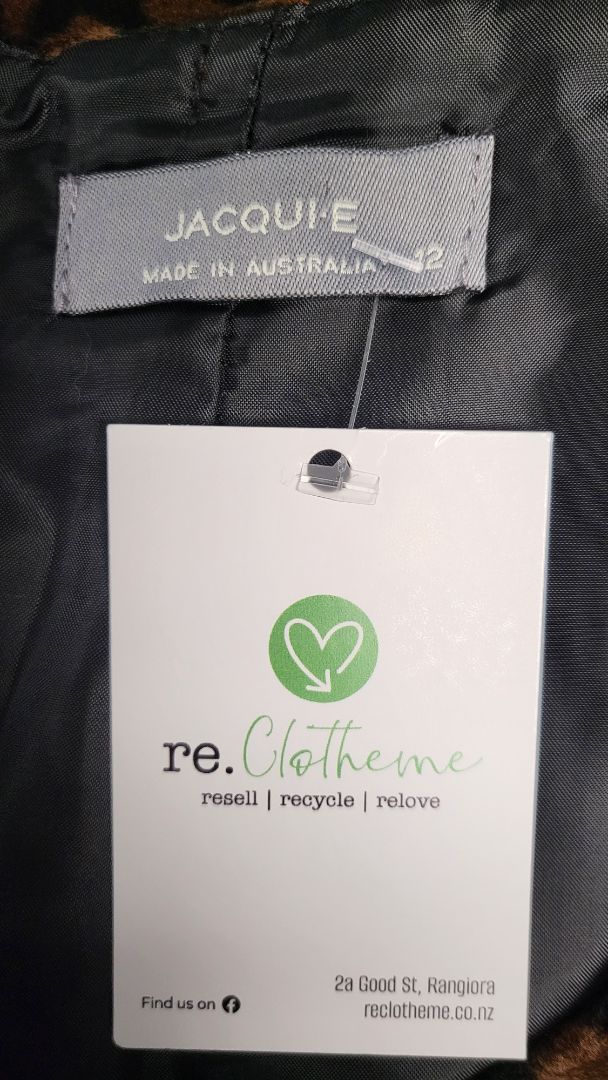 JACQUI·E
MADE IN AUSTRALIA 12
re.Clotheme
resell | recycle | relove
2a Good St, Rangiora
Find us on
reclotheme.co.nz